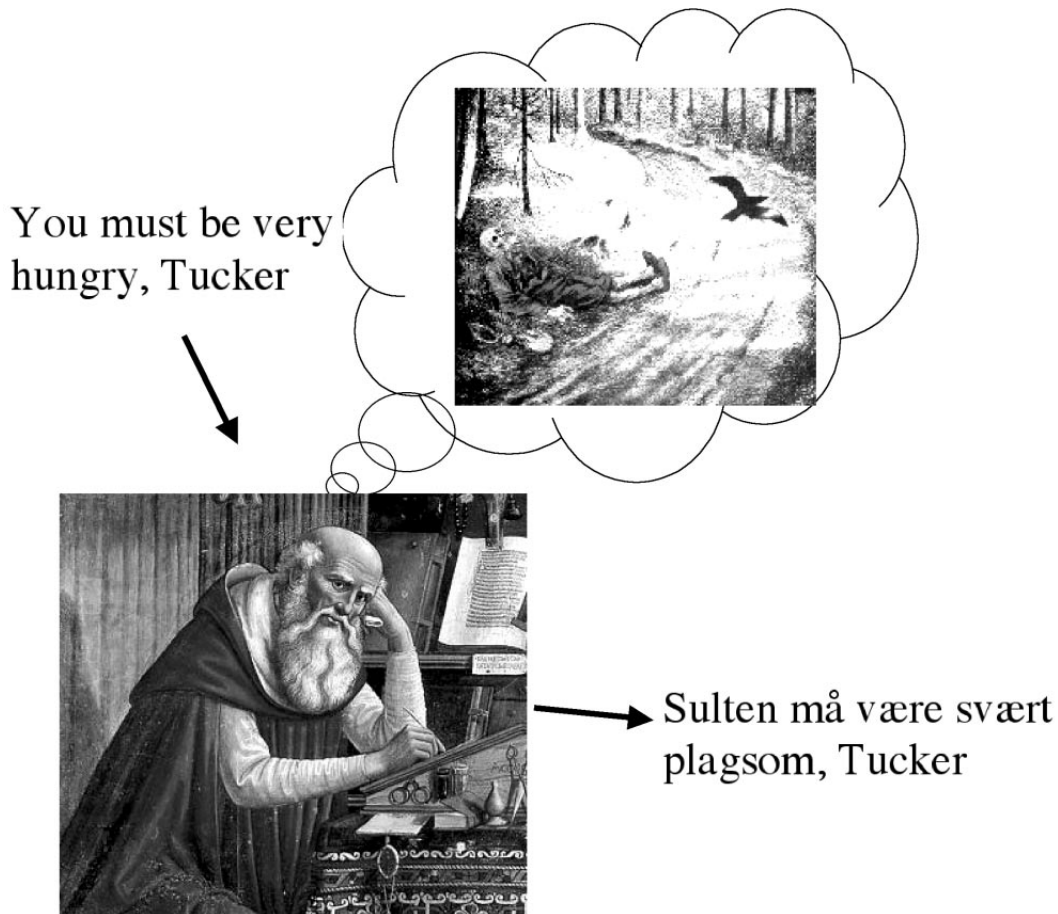 You must be very
hungry, Tucker
Sulten må være svært
plagsom, Tucker